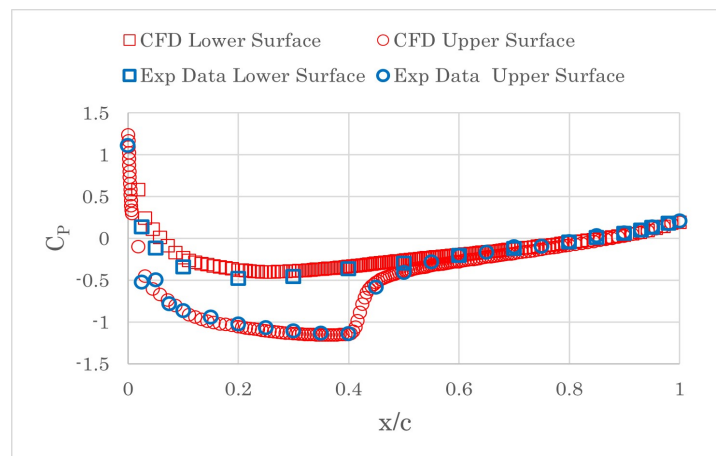 CFD Lower Surface CFD Upper Surface
Exp Data Lower Surface Exp Data Upper Surface
1.5
1
0.5
0
-0.5
-1
-1.5
CP
0 0.2 0.4 0.6 0.8 1
x/c